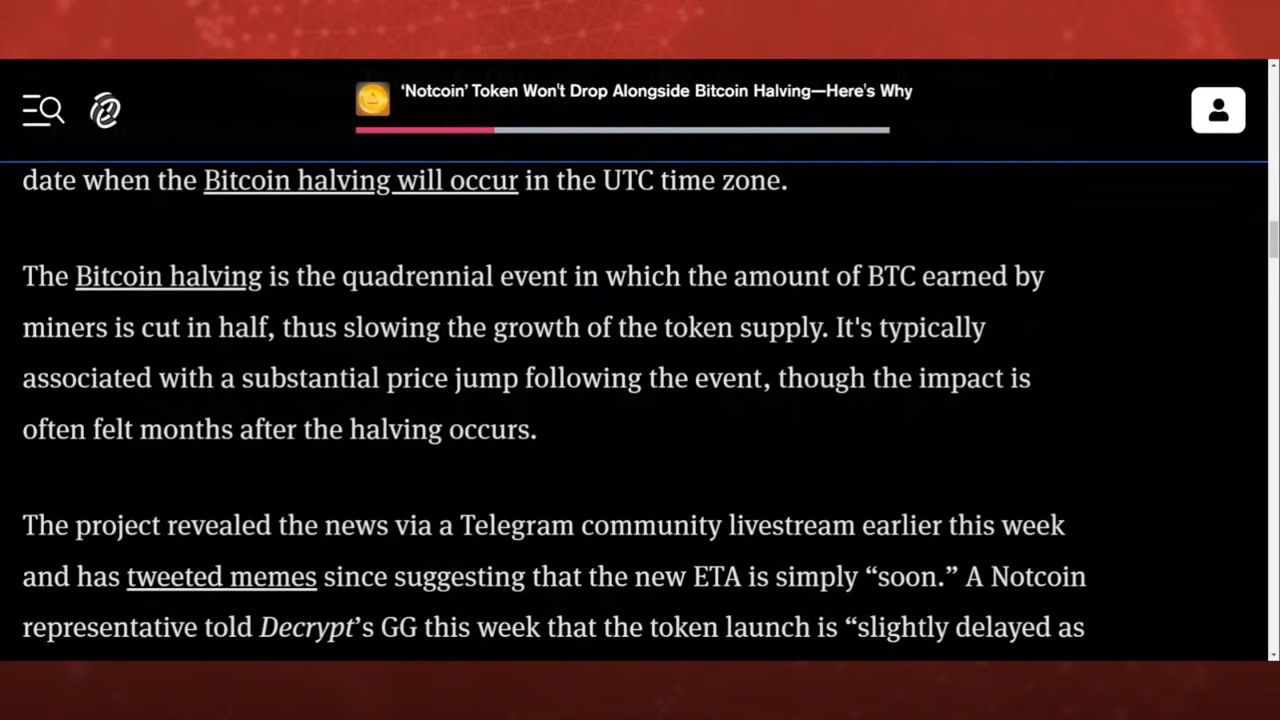 ‘Notcoin’ Token Won't Drop Alongside Bitcoin Halving—Here's Why
date when the Bitcoin halving will occur in the UTC time zone.
The Bitcoin halving is the quadrennial event in which the amount of BTC earned by
miners is cut in half, thus slowing the growth of the token supply. It's typically
associated with a substantial price jump following the event, though the impact is
often felt months after the halving occurs.
The project revealed the news via a Telegram community livestream earlier this week
and has tweeted memes since suggesting that the new ETA is simply “soon.” A Notcoin
representative told Decrypt’s GG this week that the token launch is “slightly delayed as